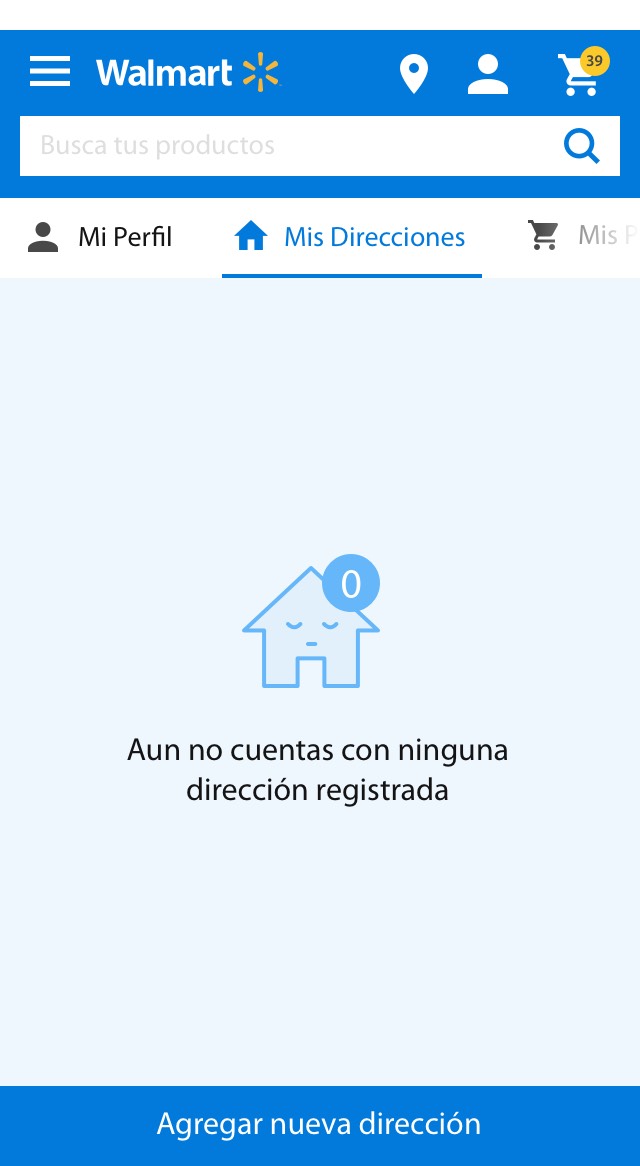 Walmart
39
Busca tus productos
Mi Perfil
Mis Direcciones
Mis P
0
Aun no cuentas con ninguna
dirección registrada
Agregar nueva dirección